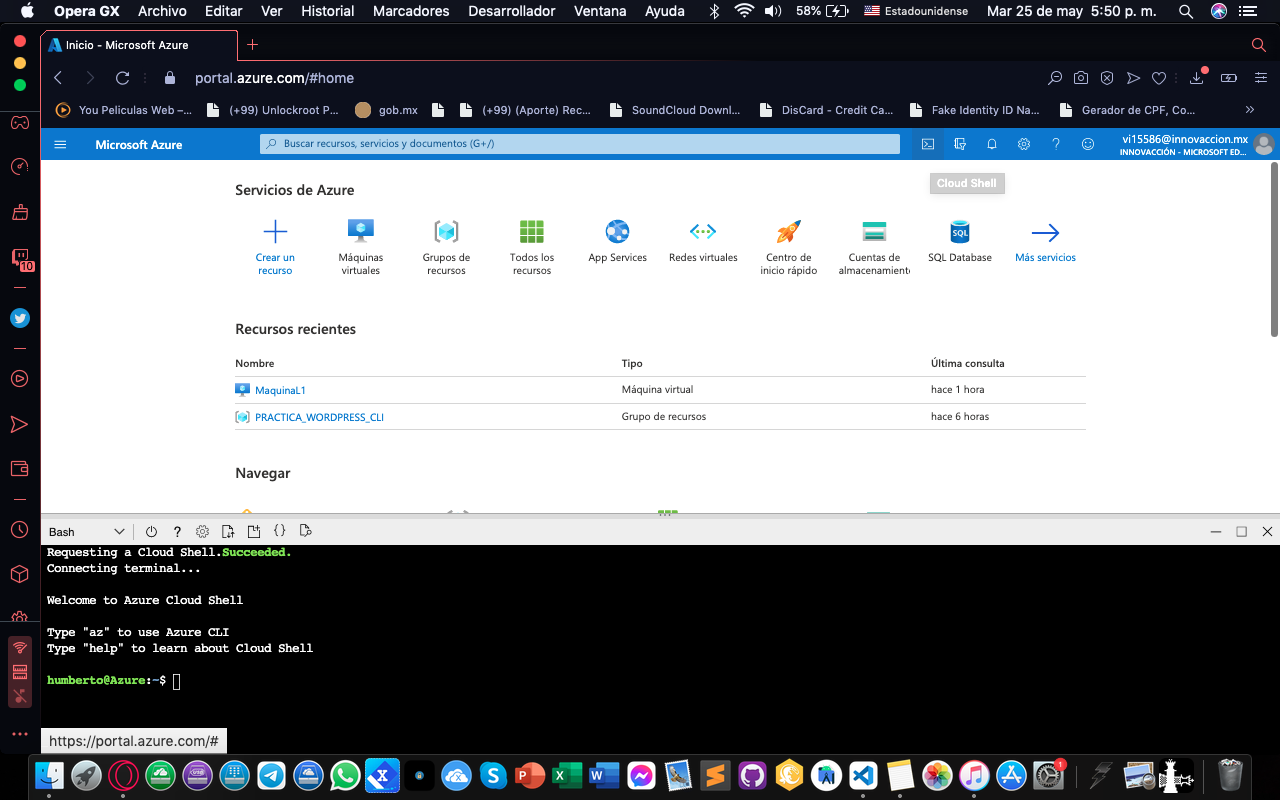 Opera GX Archivo Editar Ver Historial Marcadores Desarrollador Ventana Ayuda 58% Estadounidense Mar 25 de may 5:50 p. m.
Inicio - Microsoft Azure
portal.azure.com/#home
You Peliculas Web –... (+99) Unlockroot P... gob.mx (+99) (Aporte) Rec... SoundCloud Downl... DisCard - Credit Ca... Fake Identity ID Na... Gerador de CPF, Co... »
Microsoft Azure Buscar recursos, servicios y documentos (G+/) vi15586@innovaccion.mx
INNOVACCIÓN - MICROSOFT ED...
Cloud Shell
Servicios de Azure
Crear un recurso
Máquinas virtuales
Grupos de recursos
Todos los recursos
App Services
Redes virtuales
Centro de inicio rápido
Cuentas de almacenamiento
SQL
SQL Database
Más servicios
10
Recursos recientes
Nombre Tipo Última consulta
MaquinaL1 Máquina virtual hace 1 hora
PRACTICA_WORDPRESS_CLI Grupo de recursos hace 6 horas
Navegar
Bash ? { }
Requesting a Cloud Shell.Succeeded.
Connecting terminal...
Welcome to Azure Cloud Shell
Type "az" to use Azure CLI
Type "help" to learn about Cloud Shell
humberto@Azure:~$
https://portal.azure.com/#
1